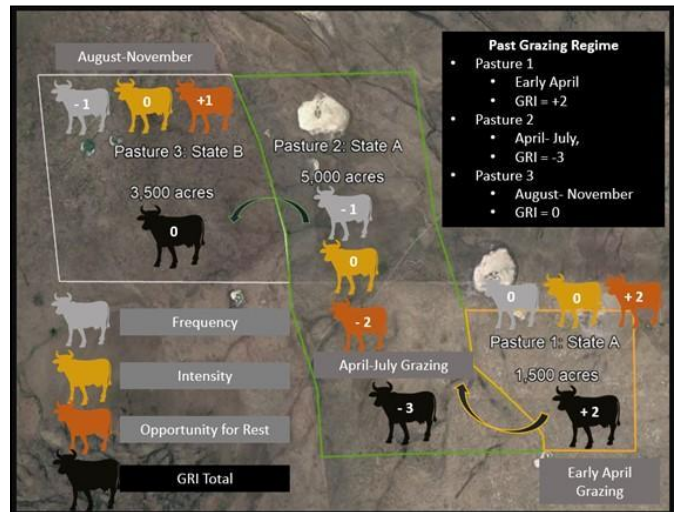 August-November
- 1
0
+1
Pasture 3: State B
3,500 acres
0
Pasture 2: State A
5,000 acres
- 1
0
- 2
April-July Grazing
- 3
Past Grazing Regime
• Pasture 1
• Early April
• GRI = +2
• Pasture 2
• April- July,
• GRI = -3
• Pasture 3
• August- November
• GRI = 0
0
0
+ 2
Pasture 1: State A
1,500 acres
+ 2
Early April
Grazing
Frequency
Intensity
Opportunity for Rest
GRI Total